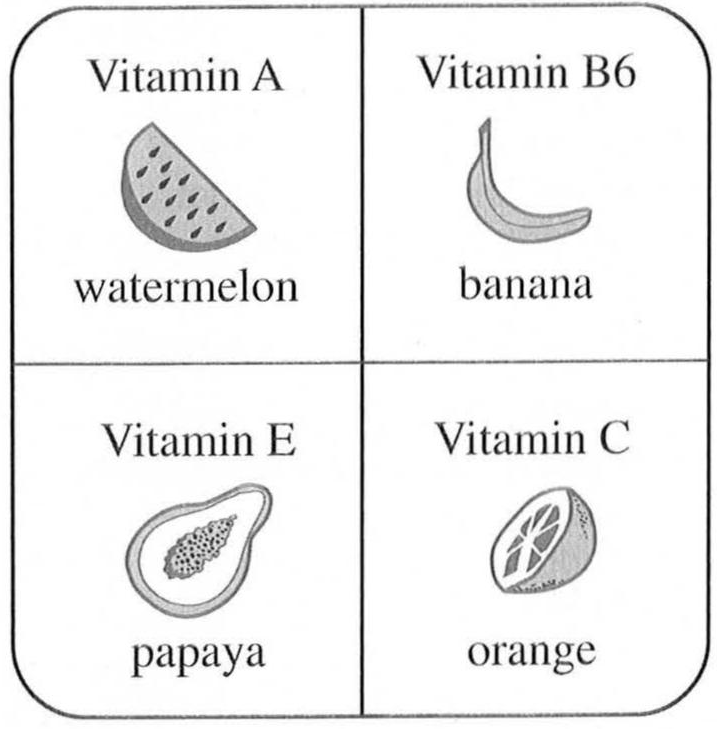 Vitamin A
watermelon
Vitamin B6
banana
Vitamin E
papaya
Vitamin C
orange